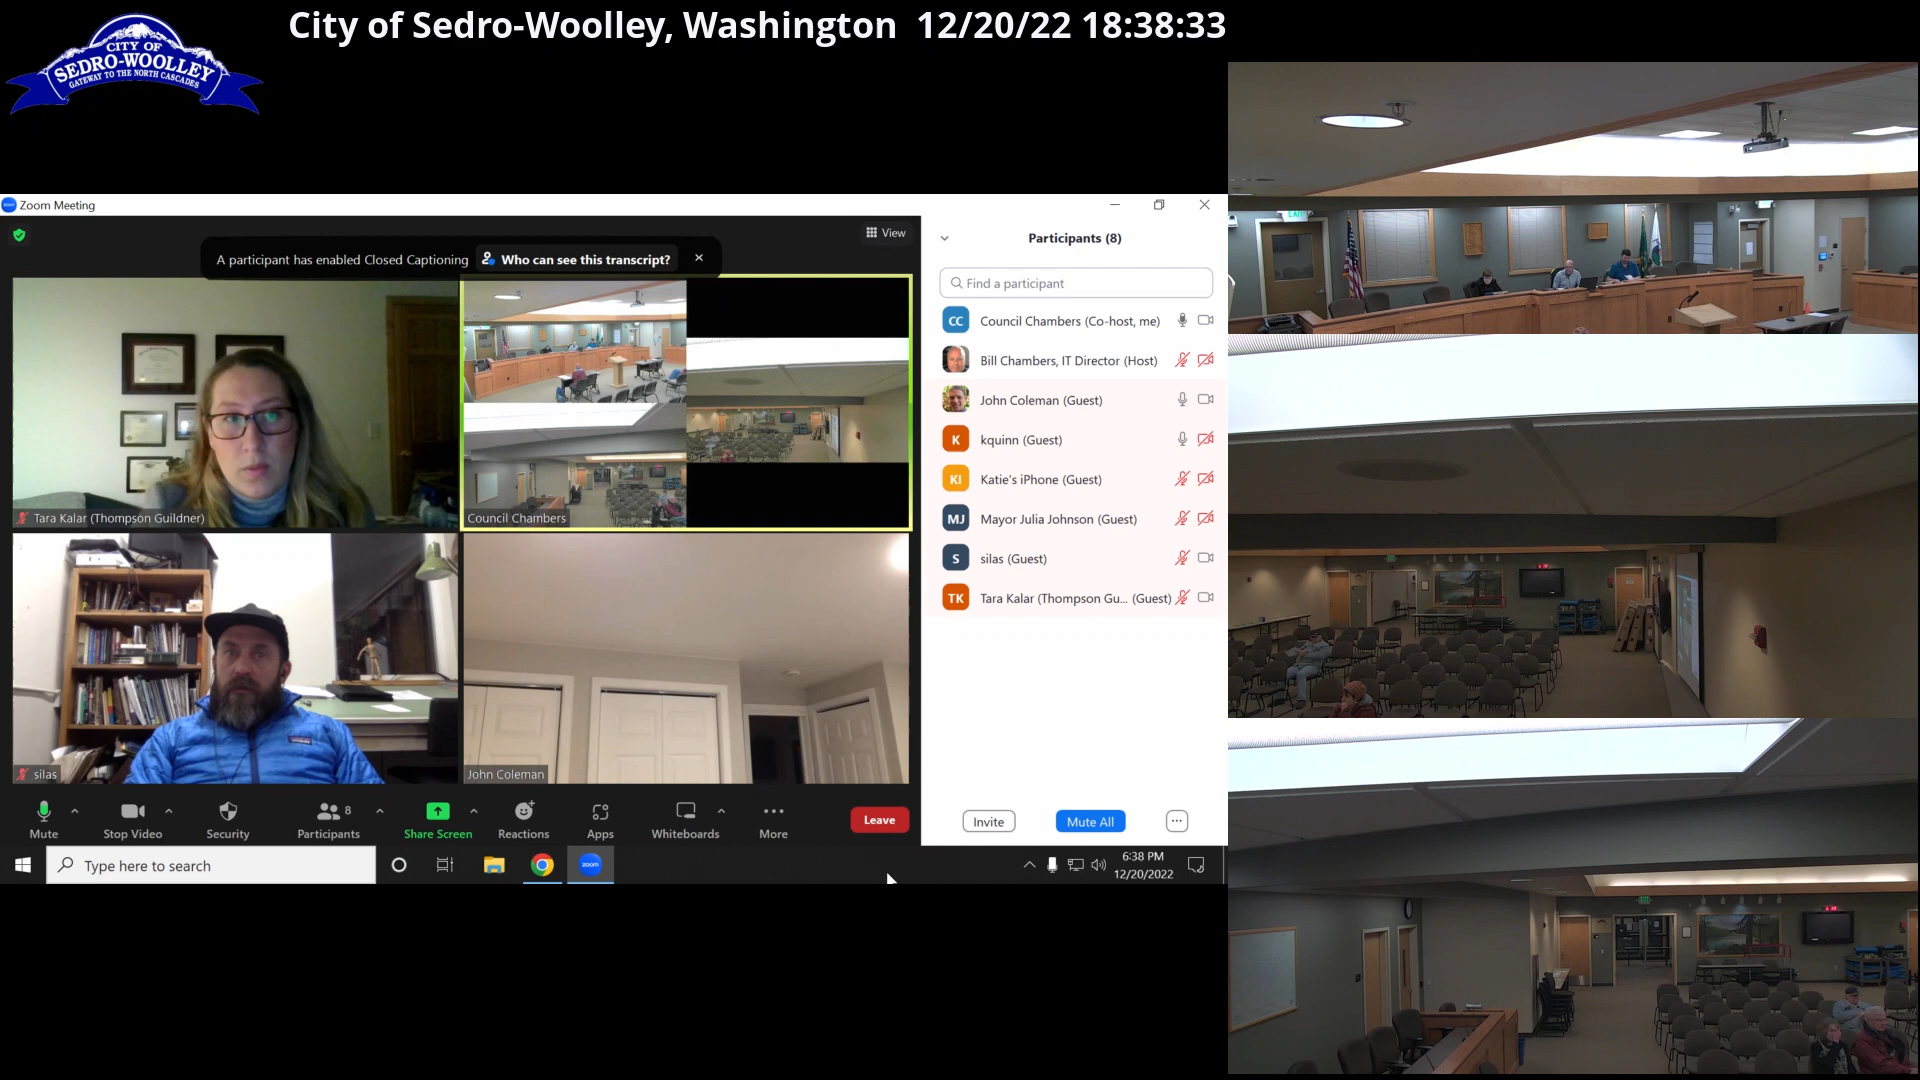 CITY OF
SEDRO-WOOLLEY
GATEWAY TO THE NORTH CASCADES
City of Sedro-Woolley, Washington 12/20/22 18:38:33
Zoom Meeting
View
A participant has enabled Closed Captioning
Who can see this transcript?
Tara Kalar (Thompson Guildner)
Council Chambers
silas
John Coleman
Participants (8)
Find a participant
CC Council Chambers (Co-host, me)
Bill Chambers, IT Director (Host)
John Coleman (Guest)
K kquinn (Guest)
KI Katie's iPhone (Guest)
MJ Mayor Julia Johnson (Guest)
S silas (Guest)
TK Tara Kalar (Thompson Gu... (Guest)
Invite
Mute All
Mute
Stop Video
Security
Participants
8
Share Screen
Reactions
Apps
Whiteboards
More
Leave
Type here to search
zoom
6:38 PM
12/20/2022